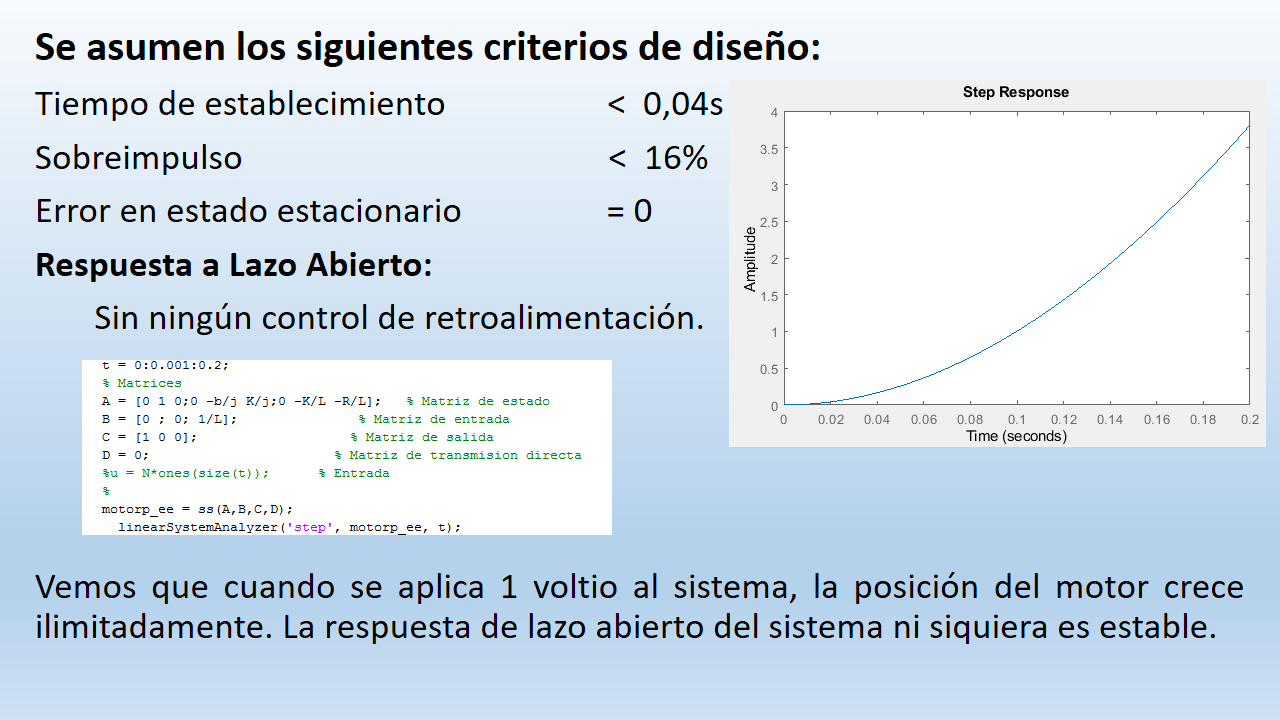 Se asumen los siguientes criterios de diseño:
Tiempo de establecimiento < 0,04s
Sobreimpulso < 16%
Error en estado estacionario = 0
Respuesta a Lazo Abierto:
Sin ningún control de retroalimentación.
t = 0:0.001:0.2;
% Matrices
A = [0 1 0;0 -b/j K/j;0 -K/L -R/L]; % Matriz de estado
B = [0 ; 0; 1/L]; % Matriz de entrada
C = [1 0 0]; % Matriz de salida
D = 0; % Matriz de transmision directa
%u = N*ones(size(t)); % Entrada
%
motorp_ee = ss(A,B,C,D);
linearSystemAnalyzer('step', motorp_ee, t);
Step Response
4
3.5
3
2.5
2
1.5
1
0.5
0
Amplitude
0 0.02 0.04 0.06 0.08 0.1 0.12 0.14 0.16 0.18 0.2
Time (seconds)
Vemos que cuando se aplica 1 voltio al sistema, la posición del motor crece
ilimitadamente. La respuesta de lazo abierto del sistema ni siquiera es estable.